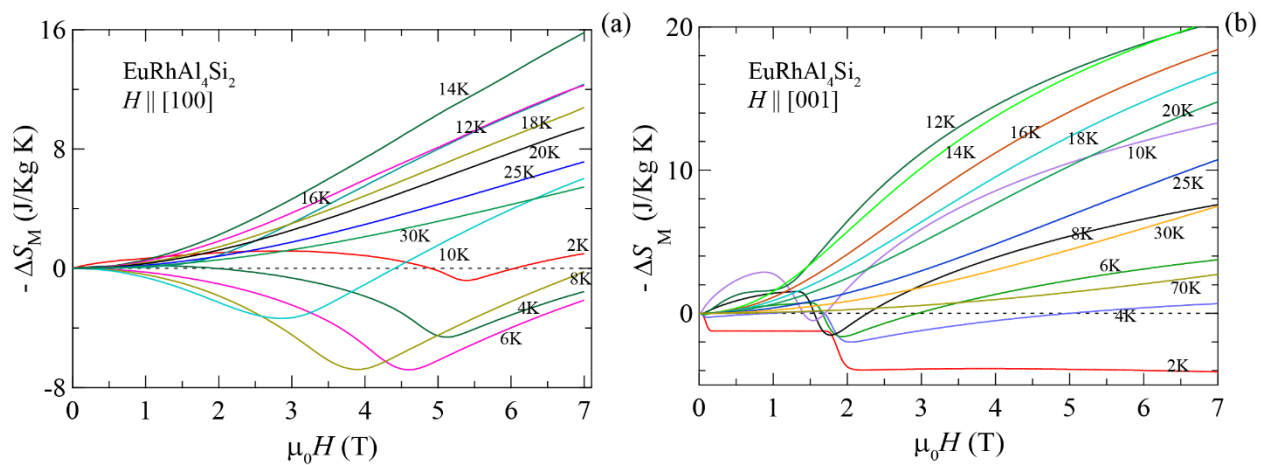 (a)
16
8
0
-8
- ΔS_M (J/Kg K)
EuRhAl₄Si₂
H || [100]
14K
12K
18K
20K
16K
25K
30K
10K
2K
8K
4K
6K
0 1 2 3 4 5 6 7
μ₀H (T)
(b)
20
10
0
- ΔS_M (J/Kg K)
EuRhAl₄Si₂
H || [001]
12K
14K
16K
18K
20K
10K
25K
8K
30K
6K
70K
4K
2K
0 1 2 3 4 5 6 7
μ₀H (T)